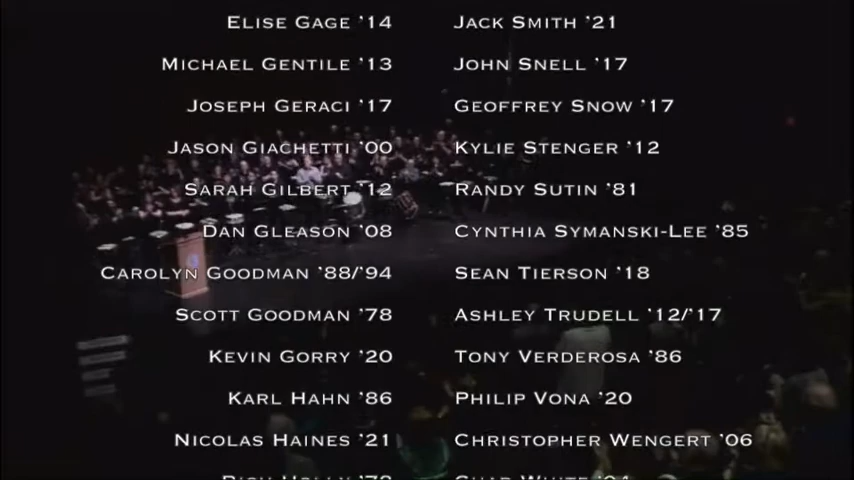 Elise Gage '14
Jack Smith '21
Michael Gentile '13
John Snell '17
Joseph Geraci '17
Geoffrey Snow '17
Jason Giachetti '00
Kylie Stenger '12
Sarah Gilbert '12
Randy Sutin '81
Dan Gleason '08
Cynthia Symanski-Lee '85
Carolyn Goodman '88/'94
Sean Tierson '18
Scott Goodman '78
Ashley Trudell '12/'17
Kevin Gorry '20
Tony Verderosa '86
Karl Hahn '86
Philip Vona '20
Nicolas Haines '21
Christopher Wengert '06